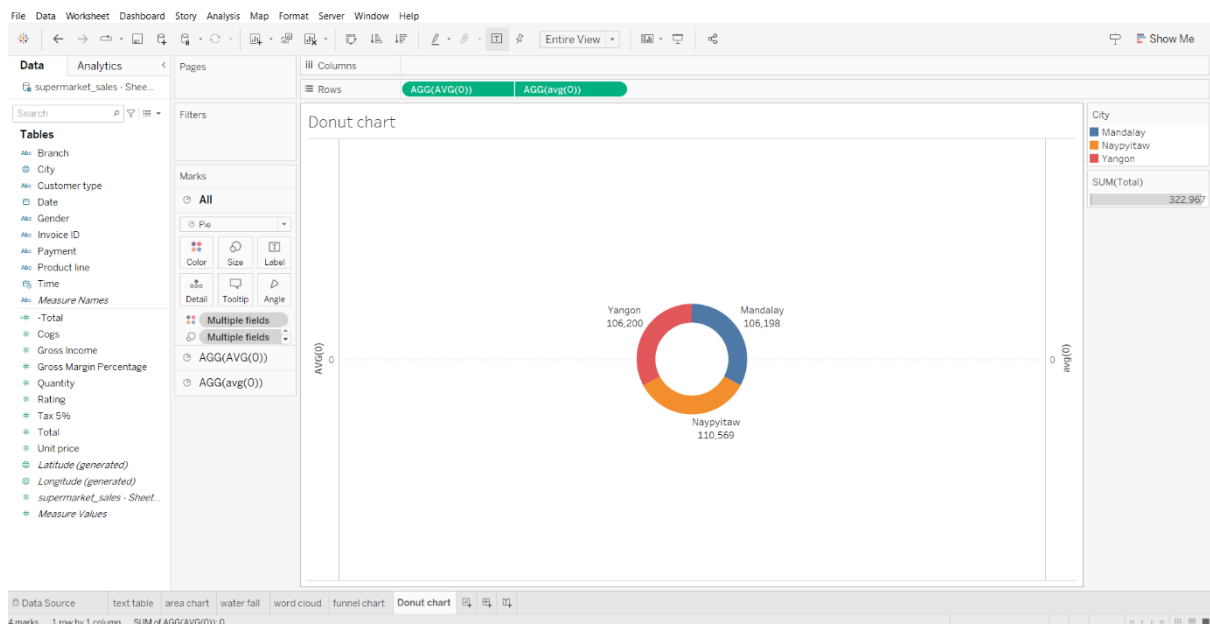 File Data Worksheet Dashboard Story Analysis Map Format Server Window Help
Entire View
Show Me
Data Analytics
supermarket_sales - Shee...
Search
Tables
Abc Branch
City
Abc Customer type
Date
Abc Gender
Abc Invoice ID
Abc Payment
Abc Product line
Time
Abc Measure Names
-Total
Cogs
Gross Income
Gross Margin Percentage
Quantity
Rating
Tax 5%
Total
Unit price
Latitude (generated)
Longitude (generated)
supermarket_sales - Sheet...
Measure Values
Pages
Filters
Marks
All
Pie
Color Size Label
Detail Tooltip Angle
Multiple fields
Multiple fields
AGG(AVG(0))
AGG(avg(0))
Columns
Rows AGG(AVG(0)) AGG(avg(0))
Donut chart
AVG(0)
0
Yangon
106,200
Mandalay
106,198
Naypyitaw
110,569
0
avg(0)
City
Mandalay
Naypyitaw
Yangon
SUM(Total)
322,967
Data Source text table area chart water fall word cloud funnel chart Donut chart
4 marks 1 row by 1 column SUM of AGG(AVG(0)): 0